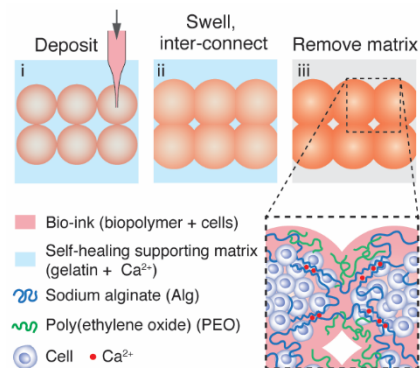 Deposit
Swell,
inter-connect
Remove matrix
i
ii
iii
Bio-ink (biopolymer + cells)
Self-healing supporting matrix
(gelatin + Ca²⁺)
Sodium alginate (Alg)
Poly(ethylene oxide) (PEO)
Cell
Ca²⁺